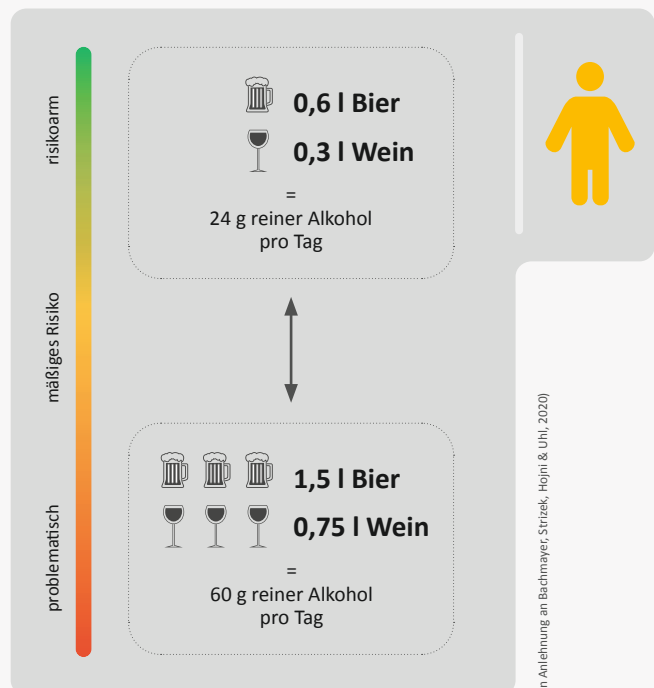 risikoarm
mäßiges Risiko
problematisch
0,6 l Bier
0,3 l Wein
=
24 g reiner Alkohol
pro Tag
1,5 l Bier
0,75 l Wein
=
60 g reiner Alkohol
pro Tag
n Anlehnung an Bachmayer, Strizek, Hojni & Uhl, 2020)